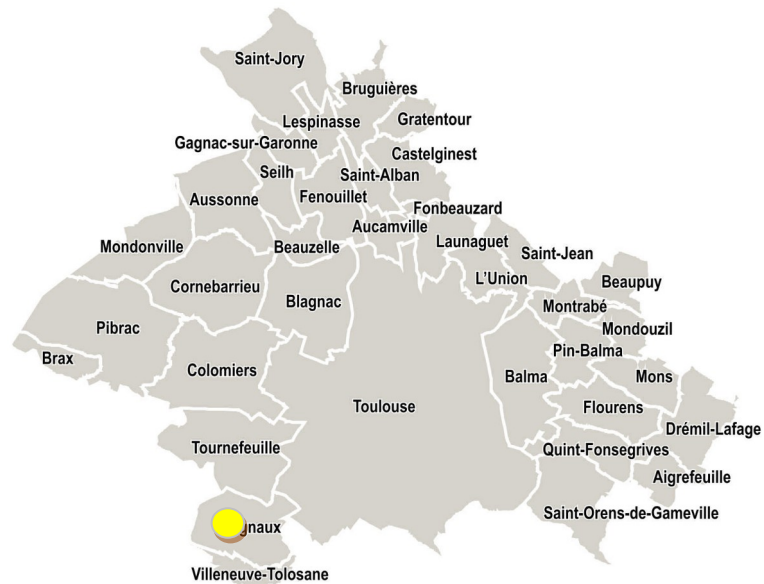 Saint-Jory
Bruguières
Lespinasse
Gratentour
Gagnac-sur-Garonne
Castelginest
Seilh
Saint-Alban
Aussonne
Fenouillet
Fonbeauzard
Aucamville
Launaguet
Mondonville
Beauzelle
Saint-Jean
L'Union
Beaupuy
Cornebarrieu
Blagnac
Montrabé
Pibrac
Mondouzil
Brax
Pin-Balma
Colomiers
Balma
Mons
Toulouse
Flourens
Drémil-Lafage
Tournefeuille
Quint-Fonsegrives
Aigrefeuille
Saint-Orens-de-Gameville
gnaux
Villeneuve-Tolosane